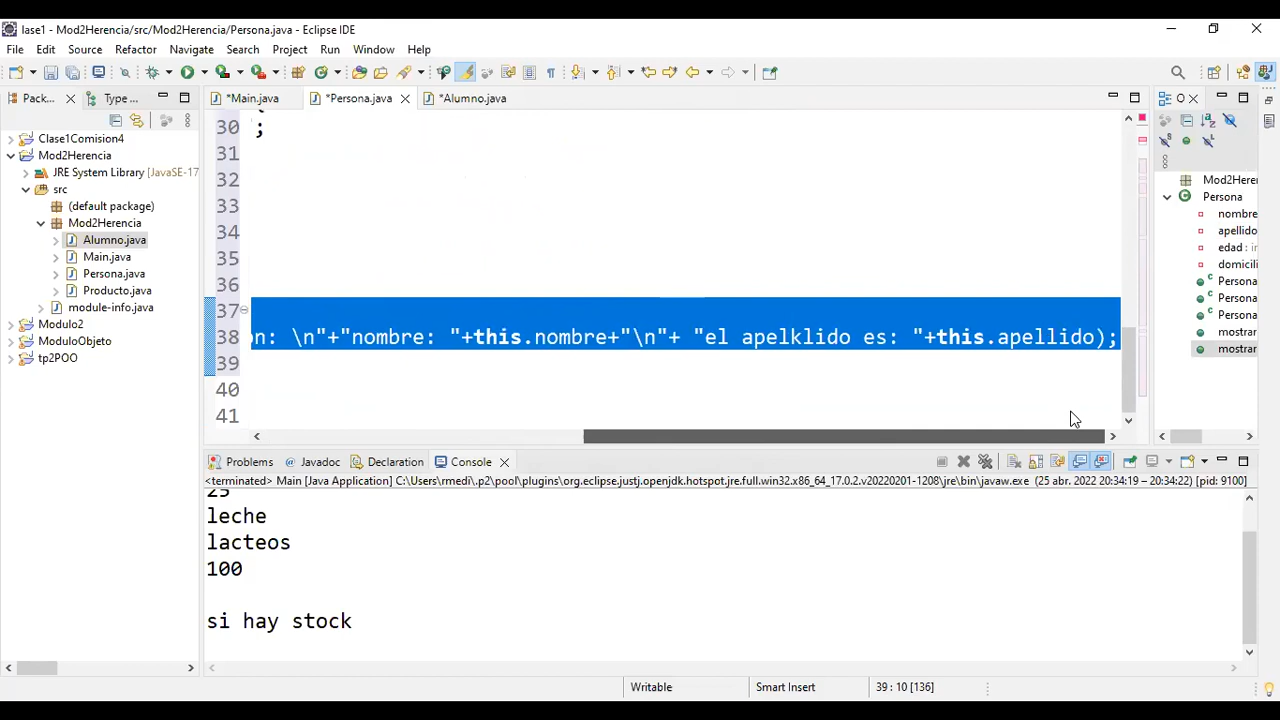 lase1 - Mod2Herencia/src/Mod2Herencia/Persona.java - Eclipse IDE
File Edit Source Refactor Navigate Search Project Run Window Help
Pack... Type ... *Main.java *Persona.java *Alumno.java O
Clase1Comision4
Mod2Herencia
JRE System Library [JavaSE-17
src
(default package)
Mod2Herencia
Alumno.java
Main.java
Persona.java
Producto.java
module-info.java
Modulo2
ModuloObjeto
tp2POO
30 ;
31
32
33
34
35
36
37
38 on: \n"+"nombre: "+this.nombre+"\n"+ "el apelklido es: "+this.apellido);
39
40
41
Mod2Herer
Persona
nombre
apellido
edad : in
domicili
Persona
Persona
Persona
mostrar
mostrar
Problems Javadoc Declaration Console
<terminated> Main [Java Application] C:\Users\rmedi\.p2\pool\plugins\org.eclipse.justj.openjdk.hotspot.jre.full.win32.x86_64_17.0.2.v20220201-1208\jre\bin\javaw.exe (25 abr. 2022 20:34:19 – 20:34:22) [pid: 9100]
25
leche
lacteos
100
si hay stock
Writable Smart Insert 39 : 10 [136]